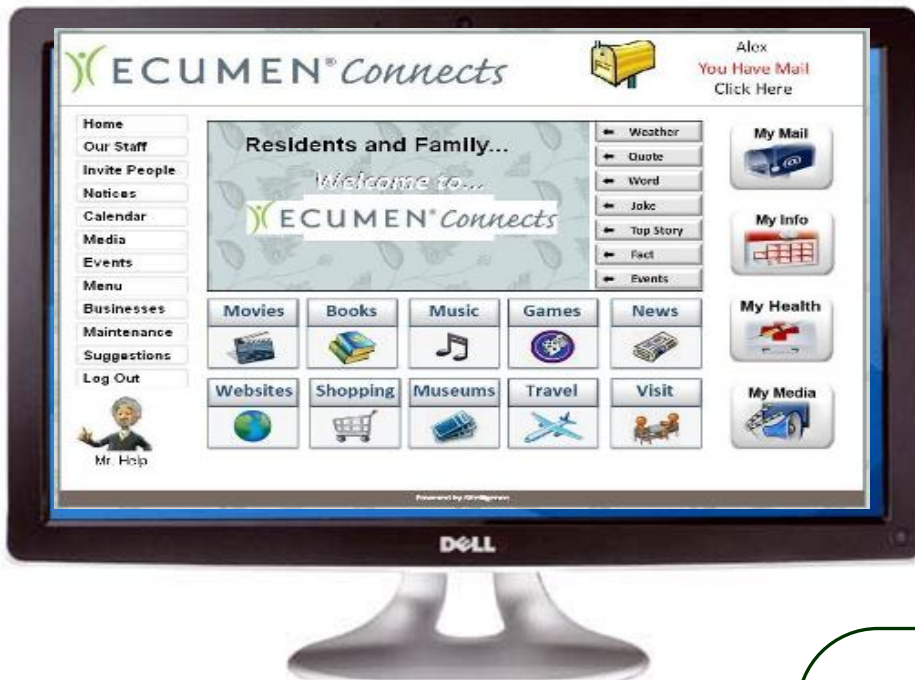 ECUMEN® Connects
Alex
You Have Mail
Click Here
Home
Our Staff
Invite People
Notices
Calendar
Media
Events
Menu
Businesses
Maintenance
Suggestions
Log Out
Mr. Help
Residents and Family...
Welcome to...
ECUMEN® Connects
Weather
Quote
Word
Joke
Top Story
Fact
Events
Movies
Books
Music
Games
News
Websites
Shopping
Museums
Travel
Visit
My Mail
My Info
My Health
My Media
Powered by
DELL